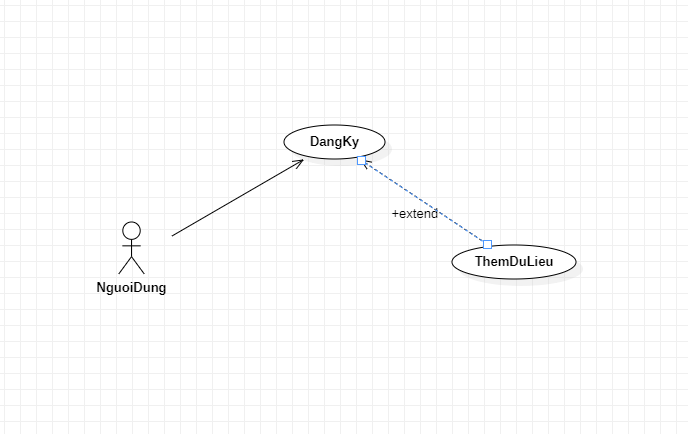 DangKy
+extend
ThemDuLieu
NguoiDung